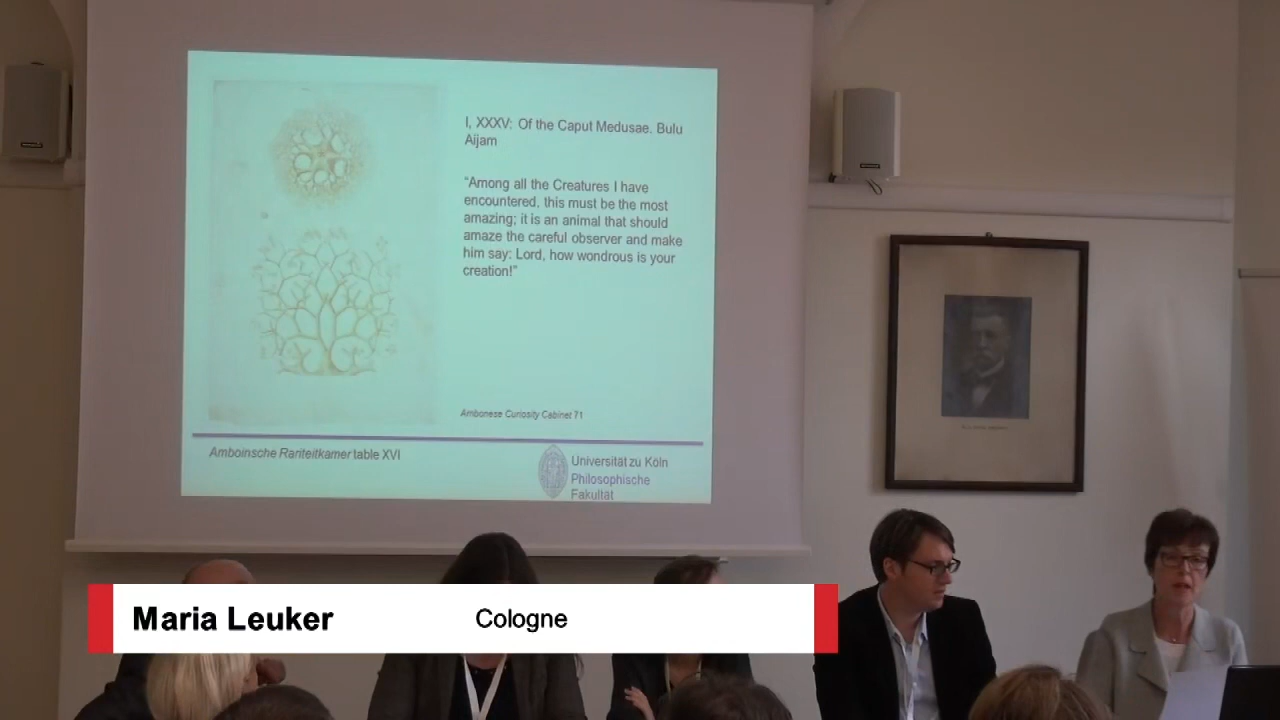 I, XXXV: Of the Caput Medusae. Bulu
Aijam
“Among all the Creatures I have
encountered, this must be the most
amazing; it is an animal that should
amaze the careful observer and make
him say: Lord, how wondrous is your
creation!”
Ambonese Curiosity Cabinet 71
Amboinsche Rariteitkamer table XVI
Universität zu Köln
Philosophische
Fakultät
Maria Leuker
Cologne